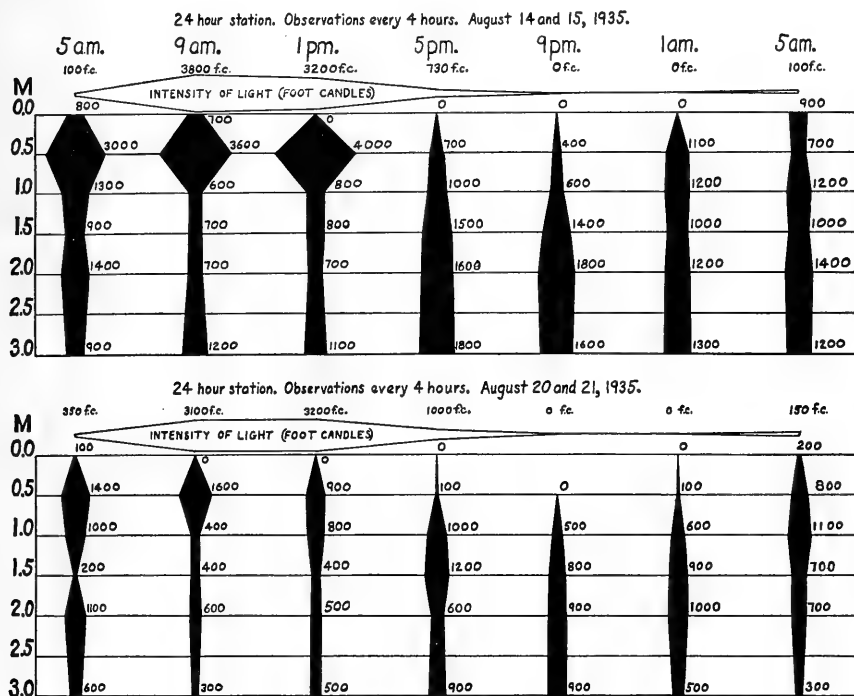 24 hour station. Observations every 4 hours. August 14 and 15, 1935.
5 am. 9 am. 1 pm. 5pm. 9pm. 1am. 5am.
100 f.c. 3800 f.c. 3200 f.c. 730 f.c. 0 f.c. 0 f.c. 100 f.c.
M INTENSITY OF LIGHT (FOOT CANDLES)
0.0 800 700 0 0 0 0 900
0.5 3000 3600 4000 700 400 1100 700
1.0 1300 600 800 1000 600 1200 1200
1.5 900 700 800 1500 1400 1000 1000
2.0 1400 700 700 1600 1800 1200 1400
2.5
3.0 900 1200 1100 1800 1600 1300 1200
24 hour station. Observations every 4 hours. August 20 and 21, 1935.
350 f.c. 3100 f.c. 3200 f.c. 1000 f.c. 0 f.c. 0 f.c. 150 f.c.
M INTENSITY OF LIGHT (FOOT CANDLES)
0.0 100 0 0 0 0 200
0.5 1400 1600 900 100 0 100 800
1.0 1000 400 800 1000 500 600 1100
1.5 200 400 400 1200 800 900 700
2.0 1100 600 500 600 900 1000 700
2.5
3.0 600 300 500 900 900 500 300